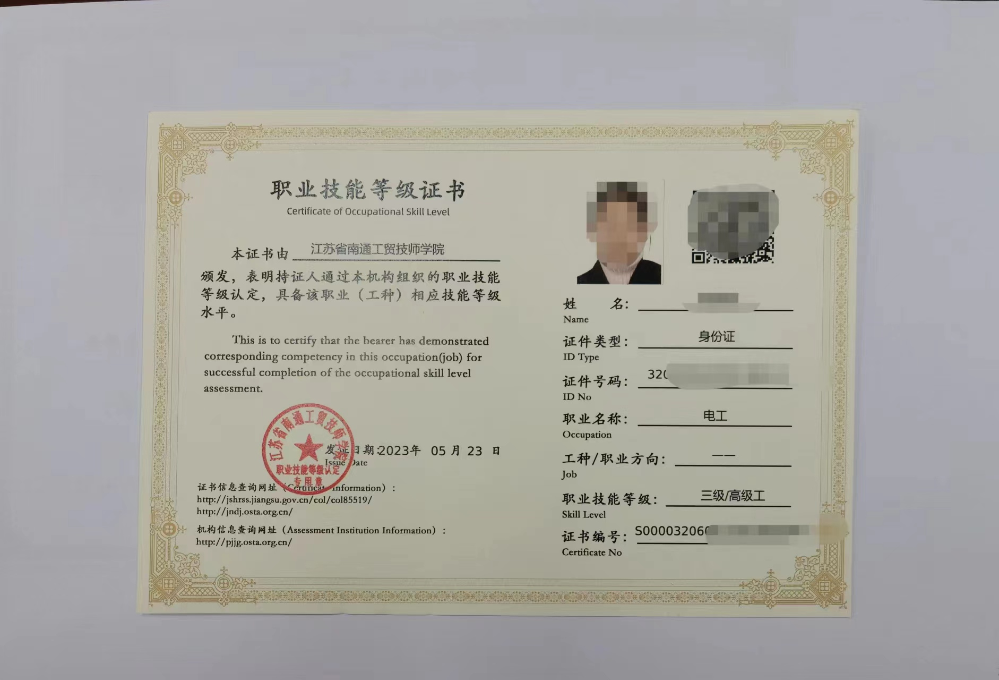 职业技能等级证书
Certificate of Occupational Skill Level
本证书由 江苏省南通工贸技师学院
颁发，表明持证人通过本机构组织的职业技能
等级认定，具备该职业（工种）相应技能等级
水平。
This is to certify that the bearer has demonstrated
corresponding competency in this occupation(job) for
successful completion of the occupational skill level
assessment.
江苏省南通工贸技师学院
职业技能等级认定
专用章
发证日期:2023年 05 月 23 日
Issue Date
证书信息查询网址（Certificate Information）：
http://jshrss.jiangsu.gov.cn/col/col85519/
http://jndj.osta.org.cn/
机构信息查询网址（Assessment Institution Information）：
http://pjjg.osta.org.cn/
姓 名：
Name
证件类型： 身份证
ID Type
证件号码： 320
ID No
职业名称： 电工
Occupation
工种/职业方向： ——
Job
职业技能等级： 三级/高级工
Skill Level
证书编号： S000032060
Certificate No